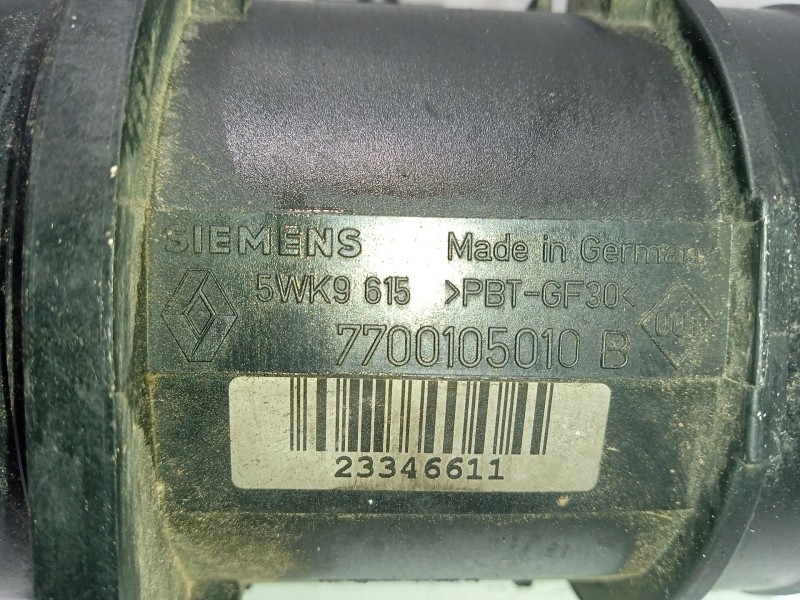 SIEMENS Made in Germany
5WK9 615 >PBT-GF30<
7700105010 B
23346611